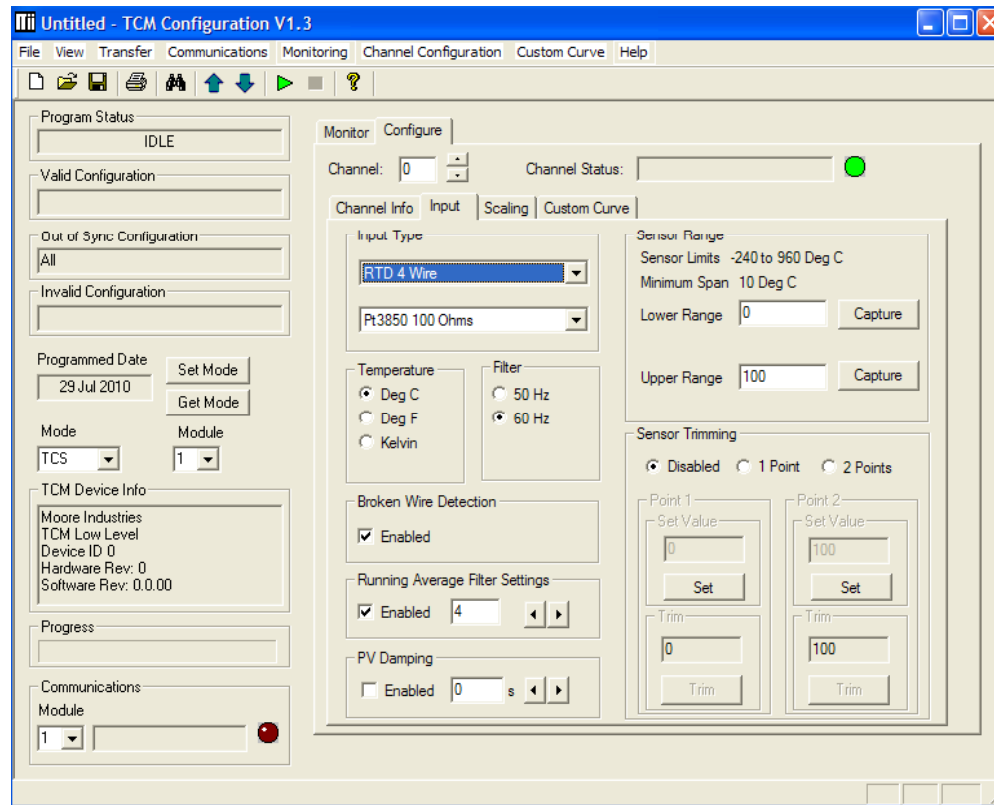 Untitled - TCM Configuration V1.3
File View Transfer Communications Monitoring Channel Configuration Custom Curve Help
Program Status
IDLE
Valid Configuration
Out of Sync Configuration
All
Invalid Configuration
Programmed Date
29 Jul 2010
Set Mode
Get Mode
Mode
Module
TCS
1
TCM Device Info
Moore Industries
TCM Low Level
Device ID 0
Hardware Rev: 0
Software Rev: 0.0.00
Progress
Communications
Module
1
Monitor Configure
Channel: 0
Channel Status:
Channel Info Input Scaling Custom Curve
Input Type
RTD 4 Wire
Pt3850 100 Ohms
Temperature
Deg C
Deg F
Kelvin
Filter
50 Hz
60 Hz
Broken Wire Detection
Enabled
Running Average Filter Settings
Enabled 4
PV Damping
Enabled 0 s
Sensor Range
Sensor Limits -240 to 960 Deg C
Minimum Span 10 Deg C
Lower Range 0 Capture
Upper Range 100 Capture
Sensor Trimming
Disabled 1 Point 2 Points
Point 1
Set Value
0
Set
Trim
0
Trim
Point 2
Set Value
100
Set
Trim
100
Trim